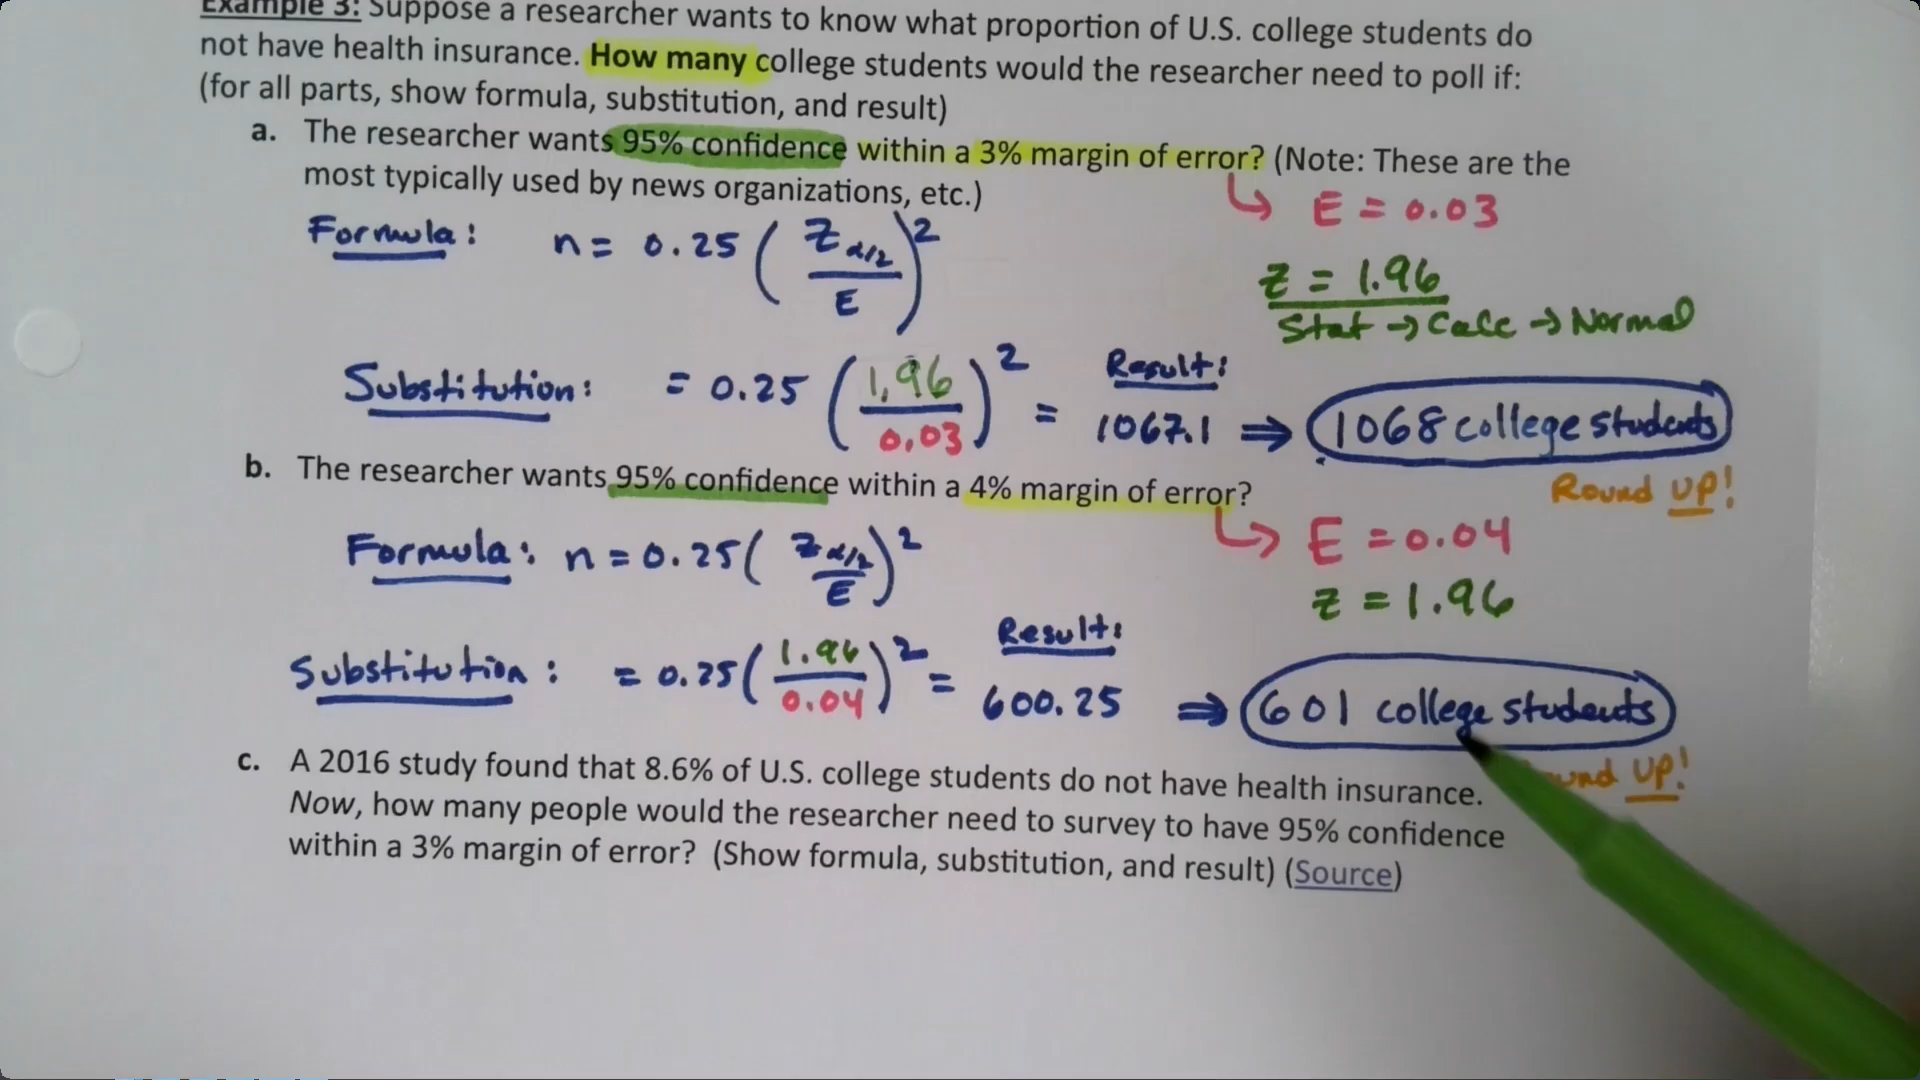 Example 3: Suppose a researcher wants to know what proportion of U.S. college students do
not have health insurance. How many college students would the researcher need to poll if:
(for all parts, show formula, substitution, and result)
a. The researcher wants 95% confidence within a 3% margin of error? (Note: These are the
most typically used by news organizations, etc.)
E = 0.03
Formula: n = 0.25 (Zα/2 / E)²
Z = 1.96
Stat → Calc → Normal
Substitution: = 0.25 (1.96 / 0.03)² = Result: 1067.1 ⇒ 1068 college students
Round UP!
b. The researcher wants 95% confidence within a 4% margin of error?
E = 0.04
Formula: n = 0.25 (Zα/2 / E)²
Z = 1.96
Substitution: = 0.25 (1.96 / 0.04)² = Result: 600.25 ⇒ 601 college students
UP!
c. A 2016 study found that 8.6% of U.S. college students do not have health insurance.
Now, how many people would the researcher need to survey to have 95% confidence
within a 3% margin of error? (Show formula, substitution, and result) (Source)